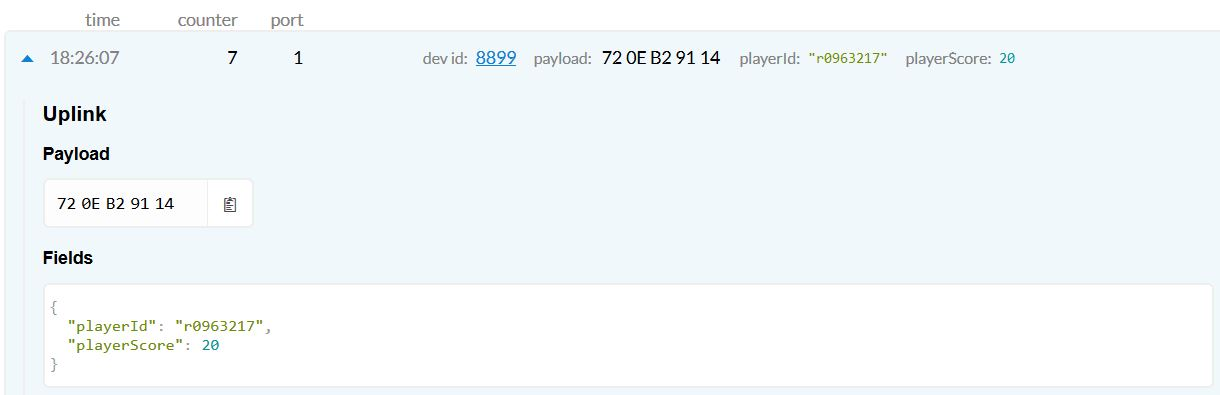 time counter port
18:26:07 7 1 dev id: 8899 payload: 72 0E B2 91 14 playerId: "r0963217" playerScore: 20
Uplink
Payload
72 0E B2 91 14
Fields
{
"playerId": "r0963217",
"playerScore": 20
}